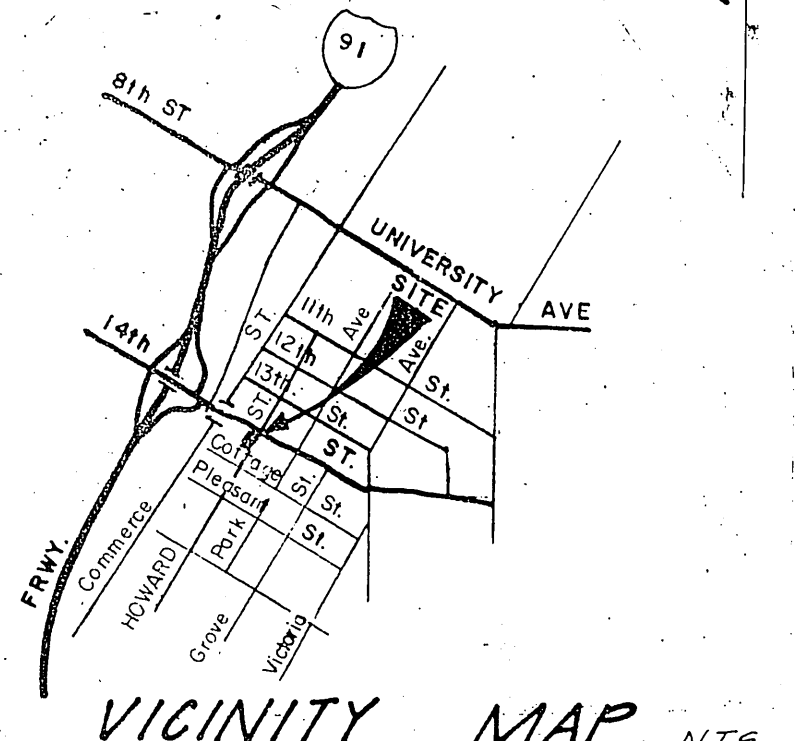 91
8th ST
UNIVERSITY
AVE
SITE
11th
Ave
Ave.
ST.
14th
12th
St.
13th
St
ST.
St.
ST.
Cottage
St.
St.
Pleasant
St.
Commerce
HOWARD
Park
FRWY.
Grove
Victoria
VICINITY MAP NTS